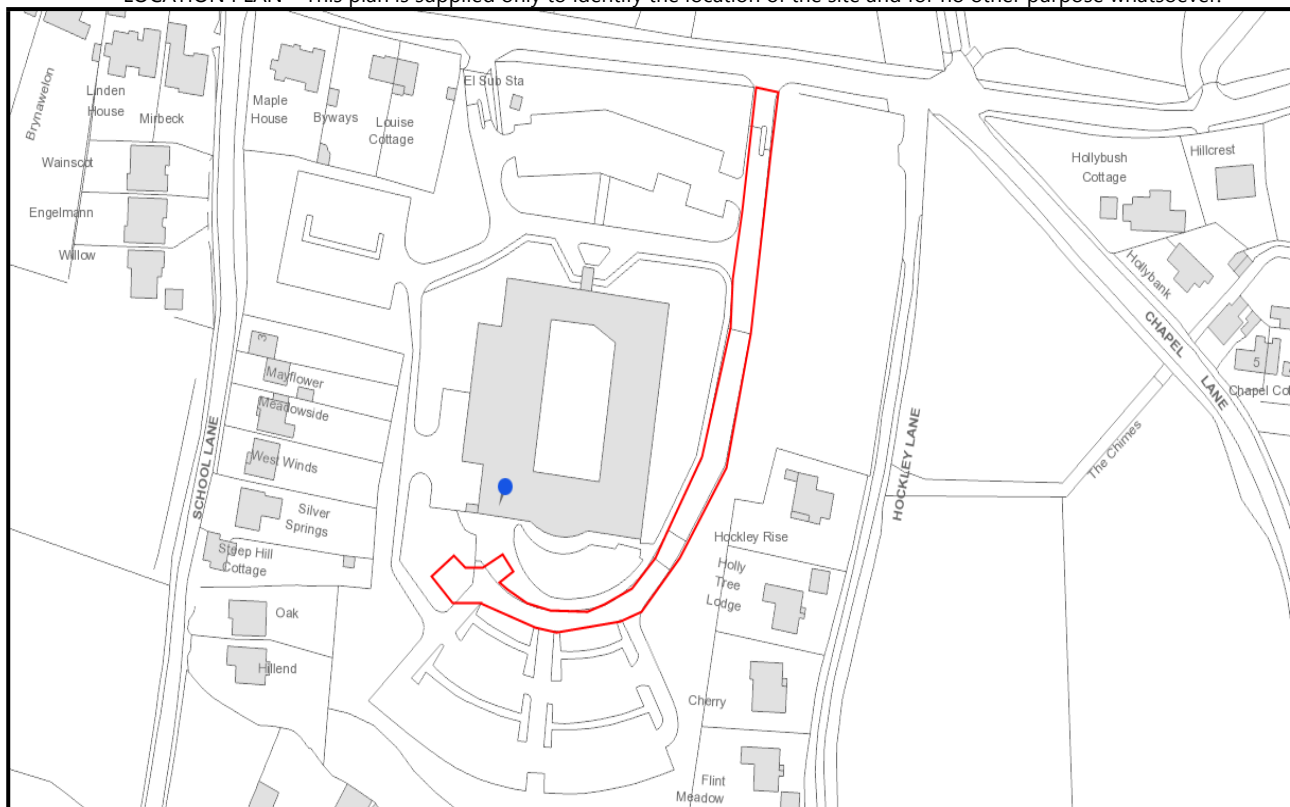 LOCATION PLAN - This plan is supplied only to identify the location of the site and for no other purpose whatsoever.
Brynawelon
Linden
House
Mirbeck
Maple
House
Byways
Louise
Cottage
El Sub Sta
Wainscot
Engelmann
Willow
Hollybush
Cottage
Hillcrest
Hollybank
CHAPEL
LANE
5
Chapel Co
The Chimes
3
Mayflower
Meadowside
West Winds
Silver
Springs
Steep Hill
Cottage
Oak
Hillend
SCHOOL LANE
HOCKLEY LANE
Hockley Rise
Holly
Tree
Lodge
Cherry
Flint
Meadow